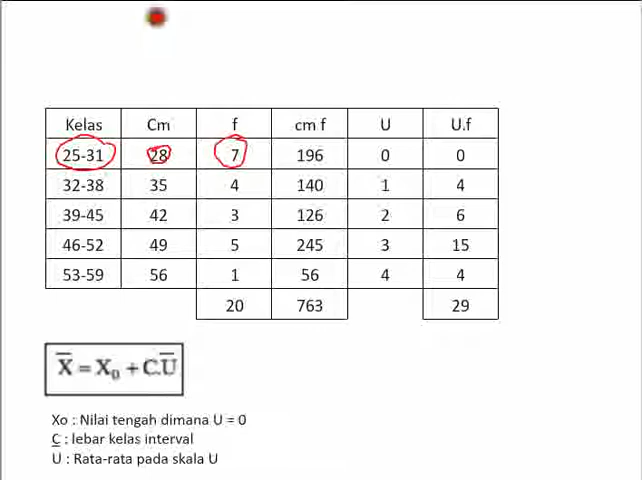 Kelas Cm f cm f U U.f
25-31 28 7 196 0 0
32-38 35 4 140 1 4
39-45 42 3 126 2 6
46-52 49 5 245 3 15
53-59 56 1 56 4 4
20 763 29
X̅ = X₀ + C.U̅
Xo : Nilai tengah dimana U = 0
C : lebar kelas interval
U : Rata-rata pada skala U